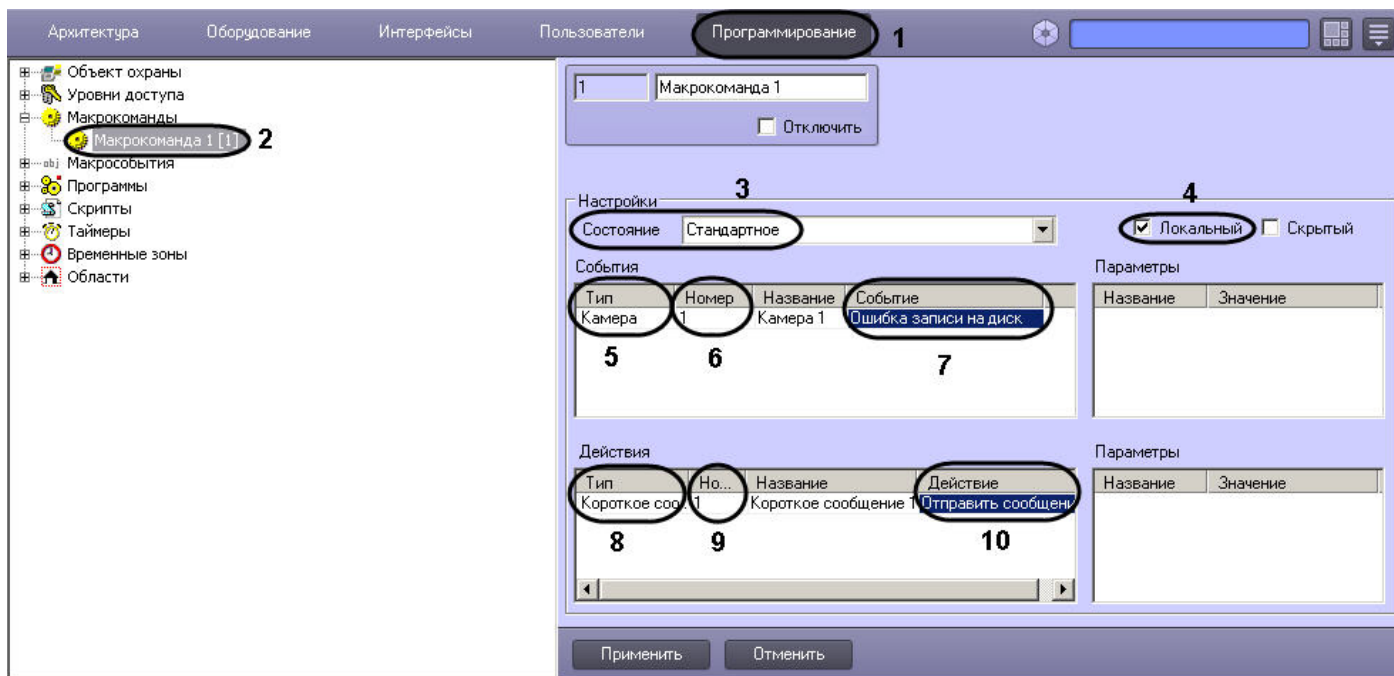 Архитектура Оборудование Интерфейсы Пользователи Программирование 1
Объект охраны
Уровни доступа
Макрокоманды
Макрокоманда 1 [1] 2
obj Макрособытия
Программы
Скрипты
Таймеры
Временные зоны
Области
1 Макрокоманда 1
Отключить
3 4
Настройки
Состояние Стандартное Локальный Скрытый
События Параметры
Тип Номер Название Событие Название Значение
Камера 1 Камера 1 Ошибка записи на диск
5 6 7
Действия Параметры
Тип Но... Название Действие Название Значение
Короткое соо... 1 Короткое сообщение 1 Отправить сообщени
8 9 10
Применить Отменить